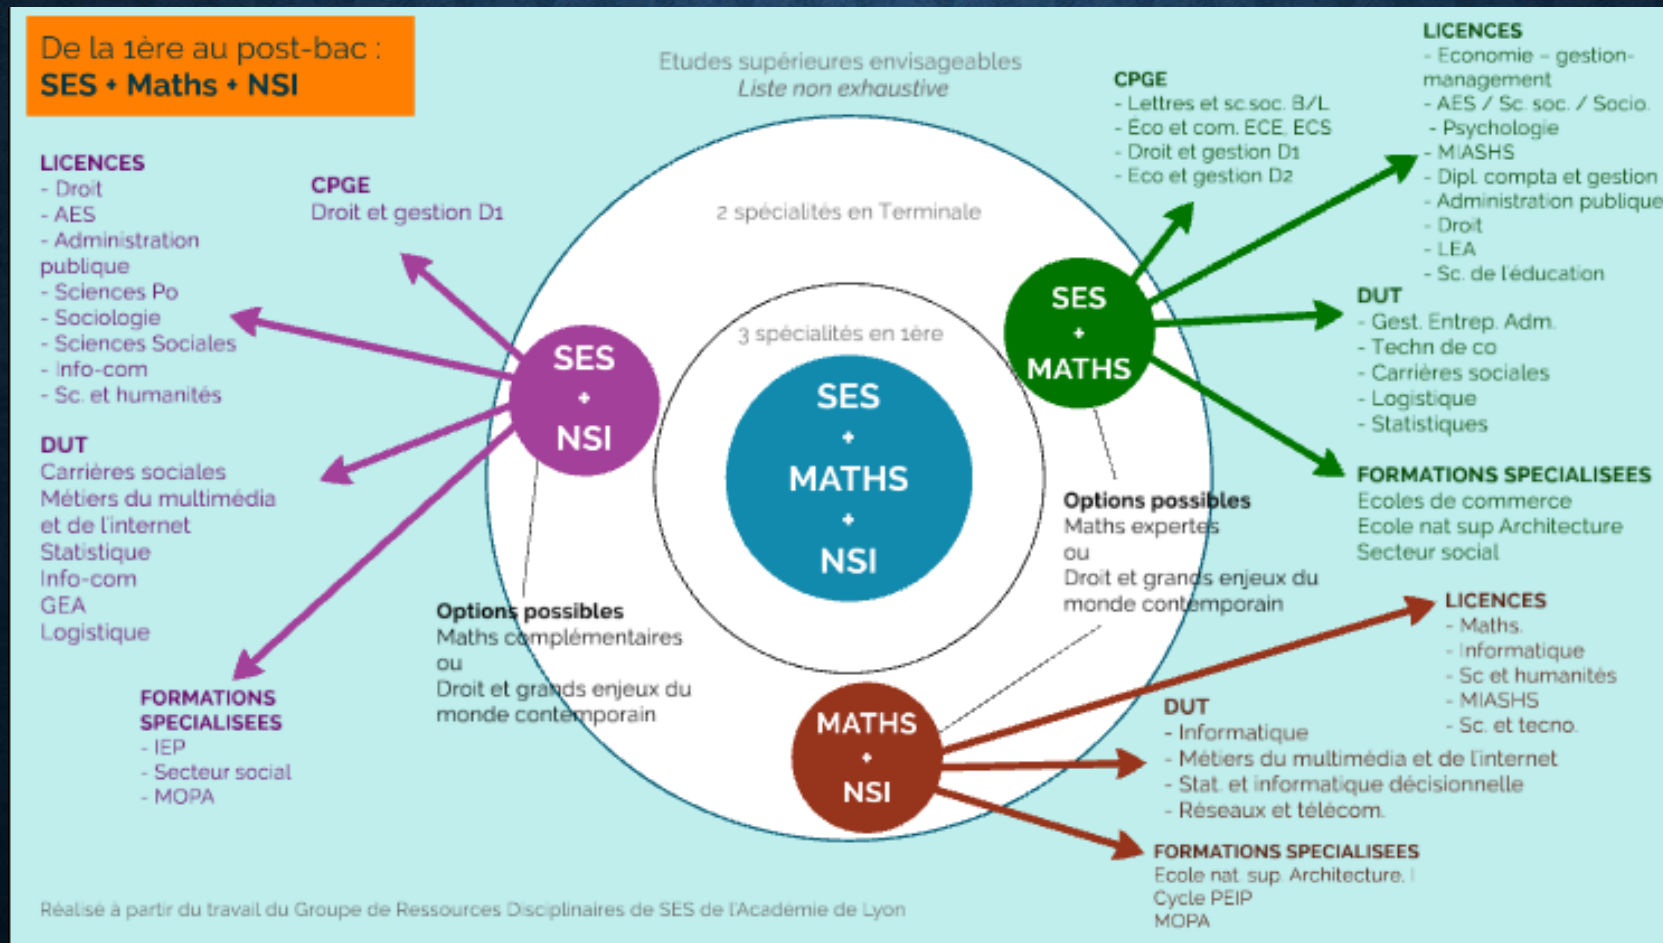 De la 1ère au post-bac :
SES + Maths + NSI
Etudes supérieures envisageables
Liste non exhaustive
2 spécialités en Terminale
3 spécialités en 1ère
SES
+
MATHS
+
NSI
SES
+
NSI
LICENCES
- Droit
- AES
- Administration
publique
- Sciences Po
- Sociologie
- Sciences Sociales
- Info-com
- Sc. et humanités
CPGE
Droit et gestion D1
DUT
Carrières sociales
Métiers du multimédia
et de l'internet
Statistique
Info-com
GEA
Logistique
FORMATIONS
SPECIALISEES
- IEP
- Secteur social
- MOPA
Options possibles
Maths complémentaires
ou
Droit et grands enjeux du
monde contemporain
SES
+
MATHS
CPGE
- Lettres et sc.soc. B/L
- Eco et com. ECE, ECS
- Droit et gestion D1
- Eco et gestion D2
LICENCES
- Economie – gestion-
management
- AES / Sc. soc. / Socio.
- Psychologie
- MIASHS
- Dipl. compta et gestion
- Administration publique
- Droit
- LEA
- Sc. de l'éducation
DUT
- Gest. Entrep. Adm.
- Techn de co
- Carrières sociales
- Logistique
- Statistiques
FORMATIONS SPECIALISEES
Ecoles de commerce
Ecole nat sup Architecture
Secteur social
Options possibles
Maths expertes
ou
Droit et grands enjeux du
monde contemporain
MATHS
+
NSI
LICENCES
- Maths.
- Informatique
- Sc et humanités
- MIASHS
- Sc. et tecno.
DUT
- Informatique
- Métiers du multimédia et de l'internet
- Stat. et informatique décisionnelle
- Réseaux et télécom.
FORMATIONS SPECIALISEES
Ecole nat. sup. Architecture.
Cycle PEIP
MOPA
Réalisé à partir du travail du Groupe de Ressources Disciplinaires de SES de l'Académie de Lyon